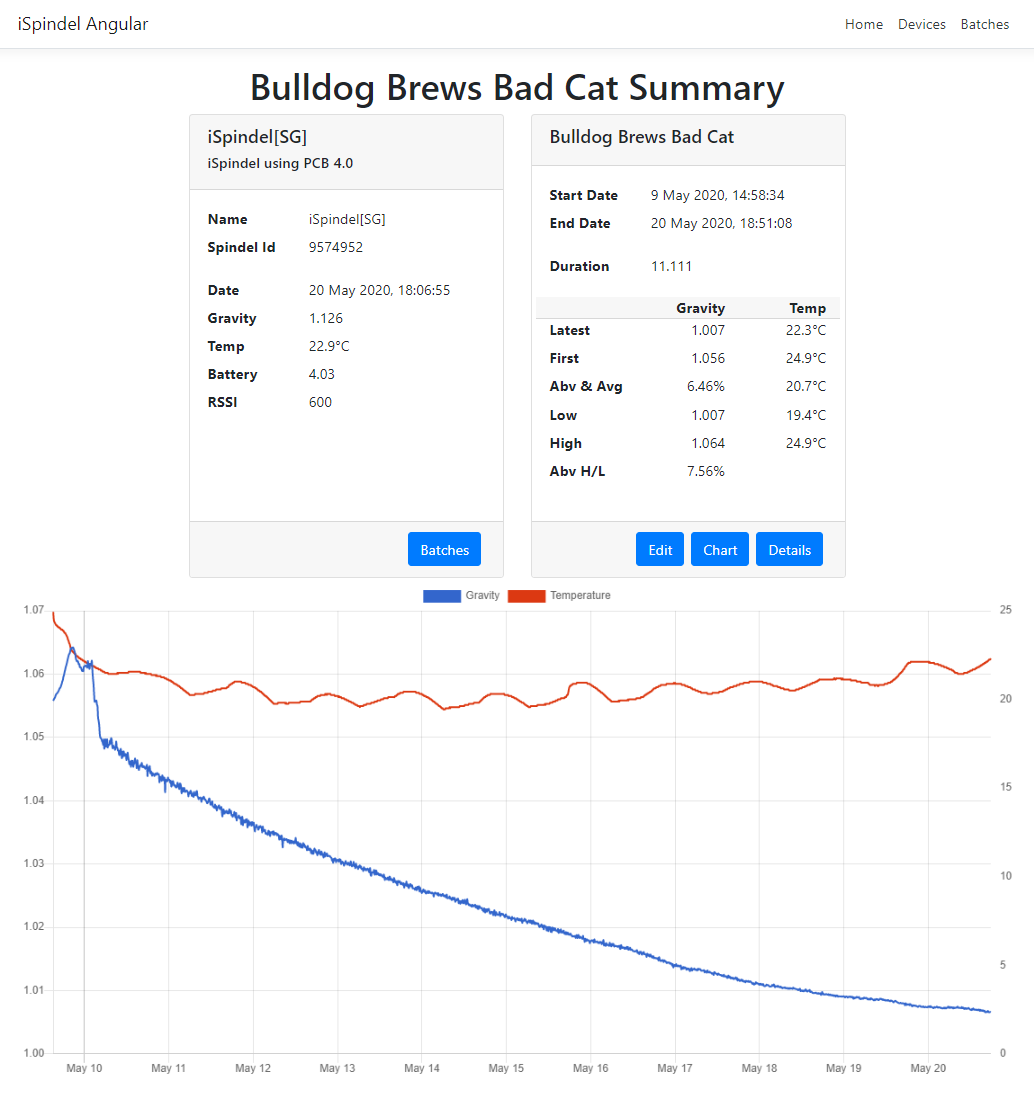 iSpindel Angular
Home Devices Batches
Bulldog Brews Bad Cat Summary
iSpindel[SG]
iSpindel using PCB 4.0
Name iSpindel[SG]
Spindel Id 9574952
Date 20 May 2020, 18:06:55
Gravity 1.126
Temp 22.9°C
Battery 4.03
RSSI 600
Batches
Bulldog Brews Bad Cat
Start Date 9 May 2020, 14:58:34
End Date 20 May 2020, 18:51:08
Duration 11.111
Gravity Temp
Latest 1.007 22.3°C
First 1.056 24.9°C
Abv & Avg 6.46% 20.7°C
Low 1.007 19.4°C
High 1.064 24.9°C
Abv H/L 7.56%
Edit Chart Details
Gravity Temperature
1.07
1.06
1.05
1.04
1.03
1.02
1.01
1.00
25
20
15
10
5
0
May 10 May 11 May 12 May 13 May 14 May 15 May 16 May 17 May 18 May 19 May 20